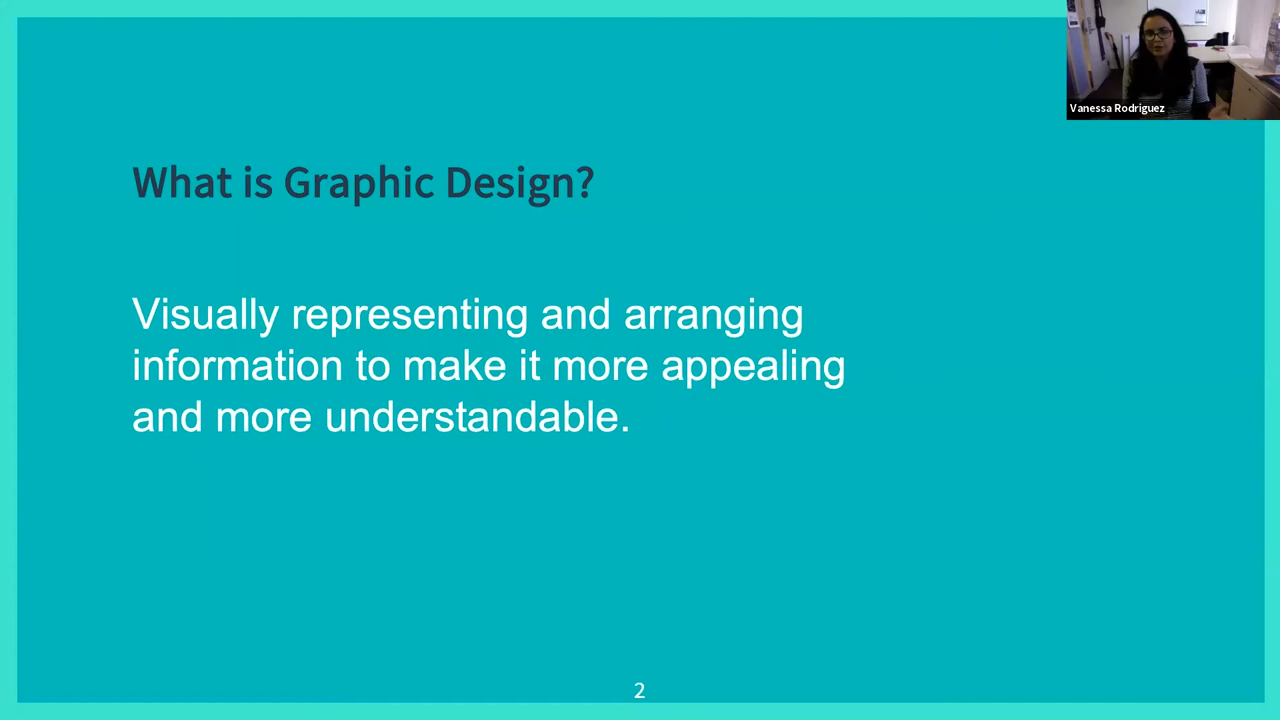 Vanessa Rodriguez
What is Graphic Design?
Visually representing and arranging
information to make it more appealing
and more understandable.
2